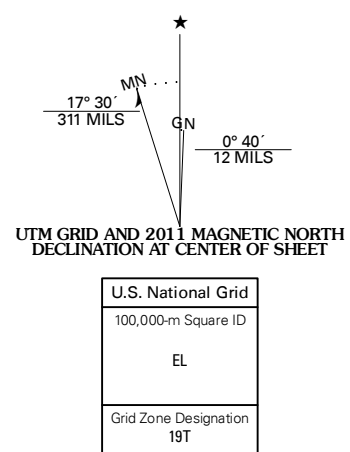 MN
17° 30´
311 MILS
GN
0° 40´
12 MILS
UTM GRID AND 2011 MAGNETIC NORTH
DECLINATION AT CENTER OF SHEET
U.S. National Grid
100,000-m Square ID
EL
Grid Zone Designation
19T